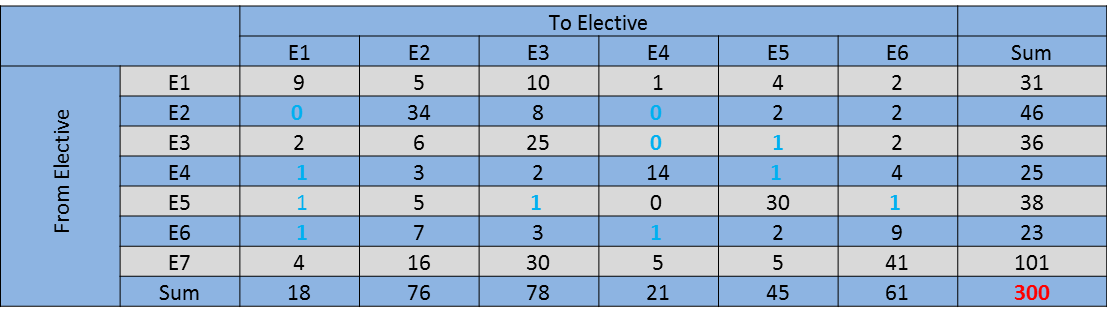 To Elective
E1 E2 E3 E4 E5 E6 Sum
From Elective
E1 9 5 10 1 4 2 31
E2 0 34 8 0 2 2 46
E3 2 6 25 0 1 2 36
E4 1 3 2 14 1 4 25
E5 1 5 1 0 30 1 38
E6 1 7 3 1 2 9 23
E7 4 16 30 5 5 41 101
Sum 18 76 78 21 45 61 300